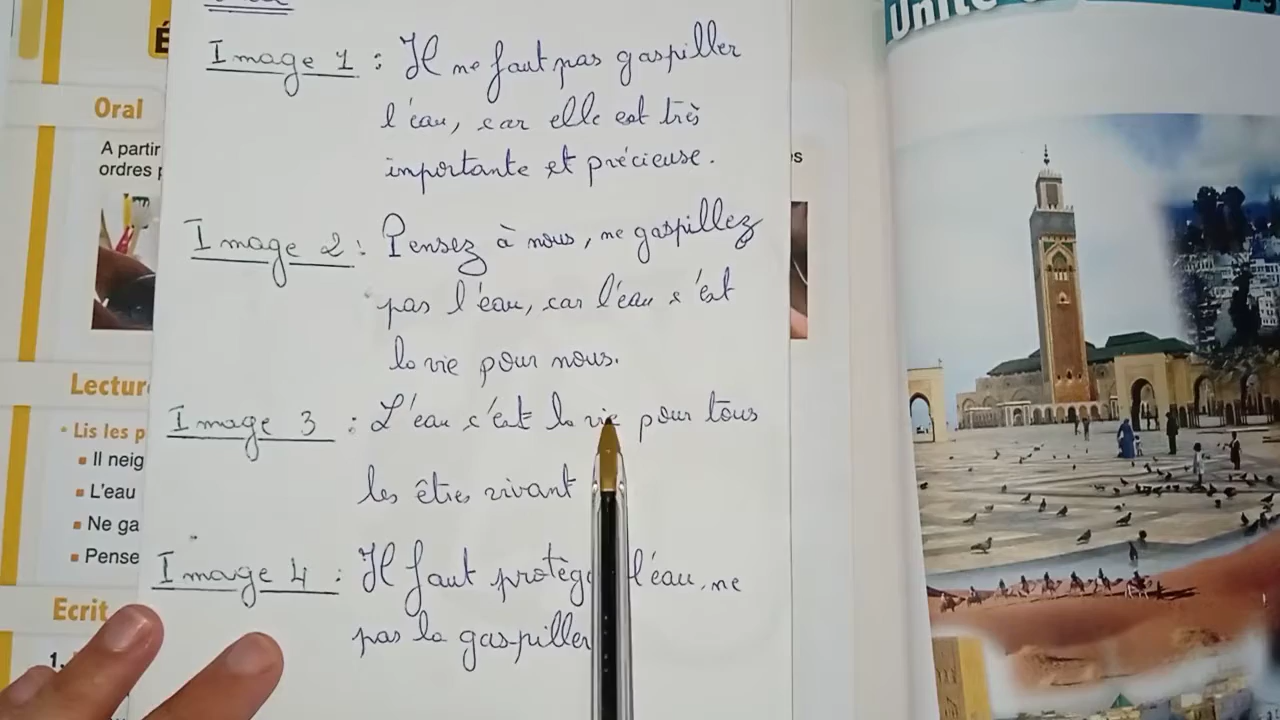 Image 1 : Il ne faut pas gaspiller
l'eau, car elle est très
importante et précieuse.
Image 2 : Pensez à nous, ne gaspillez
pas l'eau, car l'eau c'est
la vie pour nous.
Image 3 : L'eau c'est la vie pour tous
les êtres vivant
Image 4 : Il faut l'eau, ne
pas la gaspiller
É
Oral
A partir
ordres
Lecture
• Lis les p
▪ Il neig
▪ L'eau
▪ Ne ga
▪ Pense
Ecrit
1.
s
Unité